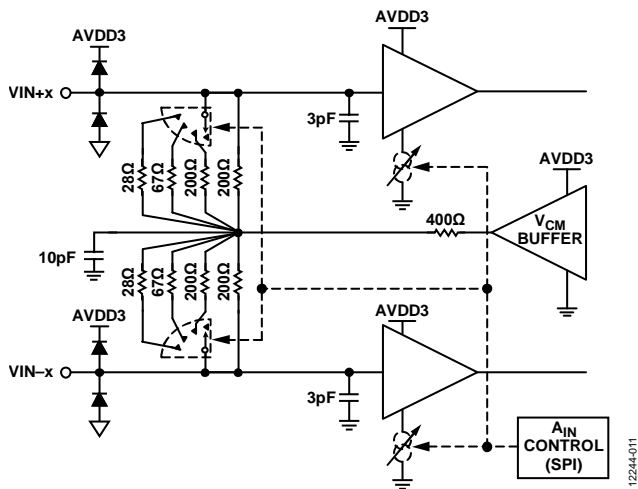 AVDD3
AVDD3
VIN+x
3pF
28Ω
67Ω
200Ω
200Ω
AVDD3
400Ω
VCM
BUFFER
10pF
28Ω
67Ω
200Ω
200Ω
AVDD3
AVDD3
VIN–x
3pF
AIN
CONTROL
(SPI)
12244-011